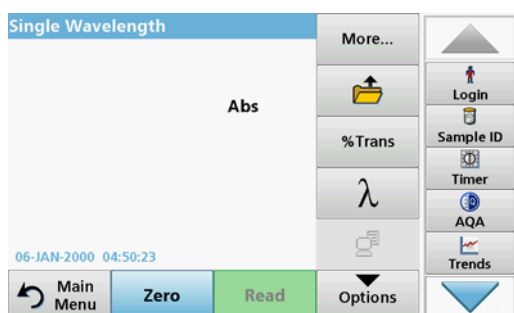 Single Wavelength
Abs
06-JAN-2000 04:50:23
More...
%Trans
λ
Main
Menu
Zero
Read
Options
Login
Sample ID
Timer
AQA
Trends